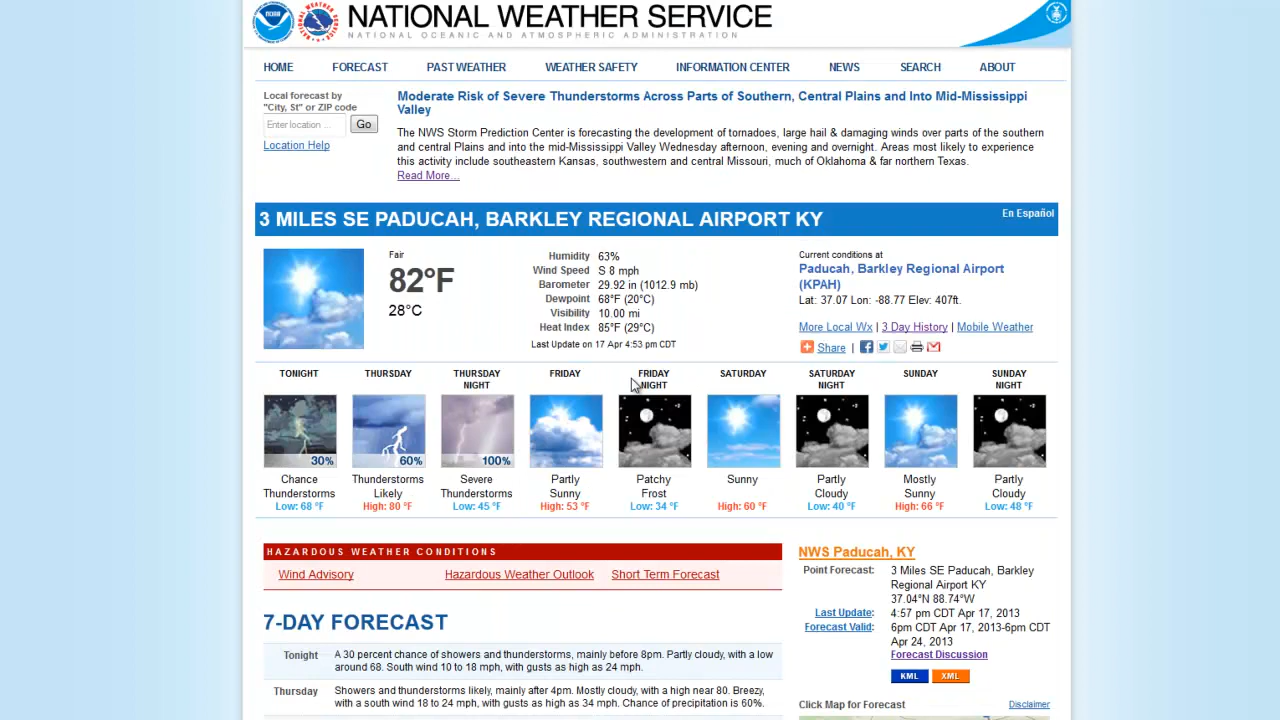 NATIONAL WEATHER SERVICE
NATIONAL OCEANIC AND ATMOSPHERIC ADMINISTRATION
HOME FORECAST PAST WEATHER WEATHER SAFETY INFORMATION CENTER NEWS SEARCH ABOUT
Local forecast by
"City, St" or ZIP code
Enter location ... Go
Location Help
Moderate Risk of Severe Thunderstorms Across Parts of Southern, Central Plains and Into Mid-Mississippi
Valley
The NWS Storm Prediction Center is forecasting the development of tornadoes, large hail & damaging winds over parts of the southern
and central Plains and into the mid-Mississippi Valley Wednesday afternoon, evening and overnight. Areas most likely to experience
this activity include southeastern Kansas, southwestern and central Missouri, much of Oklahoma & far northern Texas.
Read More...
3 MILES SE PADUCAH, BARKLEY REGIONAL AIRPORT KY
En Español
Fair
82°F
28°C
Humidity 63%
Wind Speed S 8 mph
Barometer 29.92 in (1012.9 mb)
Dewpoint 68°F (20°C)
Visibility 10.00 mi
Heat Index 85°F (29°C)
Last Update on 17 Apr 4:53 pm CDT
Current conditions at
Paducah, Barkley Regional Airport
(KPAH)
Lat: 37.07 Lon: -88.77 Elev: 407ft.
More Local Wx | 3 Day History | Mobile Weather
Share |
TONIGHT THURSDAY THURSDAY NIGHT FRIDAY FRIDAY NIGHT SATURDAY SATURDAY NIGHT SUNDAY SUNDAY NIGHT
30% 60% 100%
Chance Thunderstorms Thunderstorms Likely Severe Thunderstorms Partly Sunny Patchy Frost Sunny Partly Cloudy Mostly Sunny Partly Cloudy
Low: 68 °F High: 80 °F Low: 45 °F High: 53 °F Low: 34 °F High: 60 °F Low: 40 °F High: 66 °F Low: 48 °F
HAZARDOUS WEATHER CONDITIONS
Wind Advisory Hazardous Weather Outlook Short Term Forecast
7-DAY FORECAST
Tonight A 30 percent chance of showers and thunderstorms, mainly before 8pm. Partly cloudy, with a low
around 68. South wind 10 to 18 mph, with gusts as high as 24 mph.
Thursday Showers and thunderstorms likely, mainly after 4pm. Mostly cloudy, with a high near 80. Breezy,
with a south wind 18 to 24 mph, with gusts as high as 34 mph. Chance of precipitation is 60%.
NWS Paducah, KY
Point Forecast: 3 Miles SE Paducah, Barkley
Regional Airport KY
37.04°N 88.74°W
Last Update: 4:57 pm CDT Apr 17, 2013
Forecast Valid: 6pm CDT Apr 17, 2013-6pm CDT
Apr 24, 2013
Forecast Discussion
KML XML
Click Map for Forecast Disclaimer